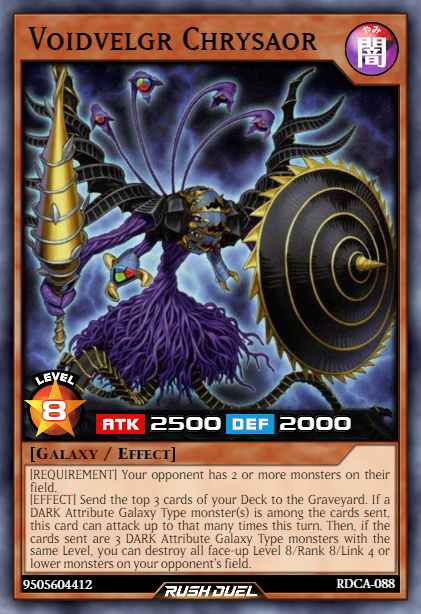 Voidvelgr Chrysaor
やみ
闇
LEVEL
8
ATK 2500 DEF 2000
[Galaxy / Effect]
[REQUIREMENT] Your opponent has 2 or more monsters on their
field.
[EFFECT] Send the top 3 cards of your Deck to the Graveyard. If a
DARK Attribute Galaxy Type monster(s) is among the cards sent,
this card can attack up to that many times this turn. Then, if the
cards sent are 3 DARK Attribute Galaxy Type monsters with
the same Level, you can destroy all face-up Level 8/Rank 8/Link 4 or
lower monsters on your opponent's field.
9505604412
RUSH DUEL
RDCA-088